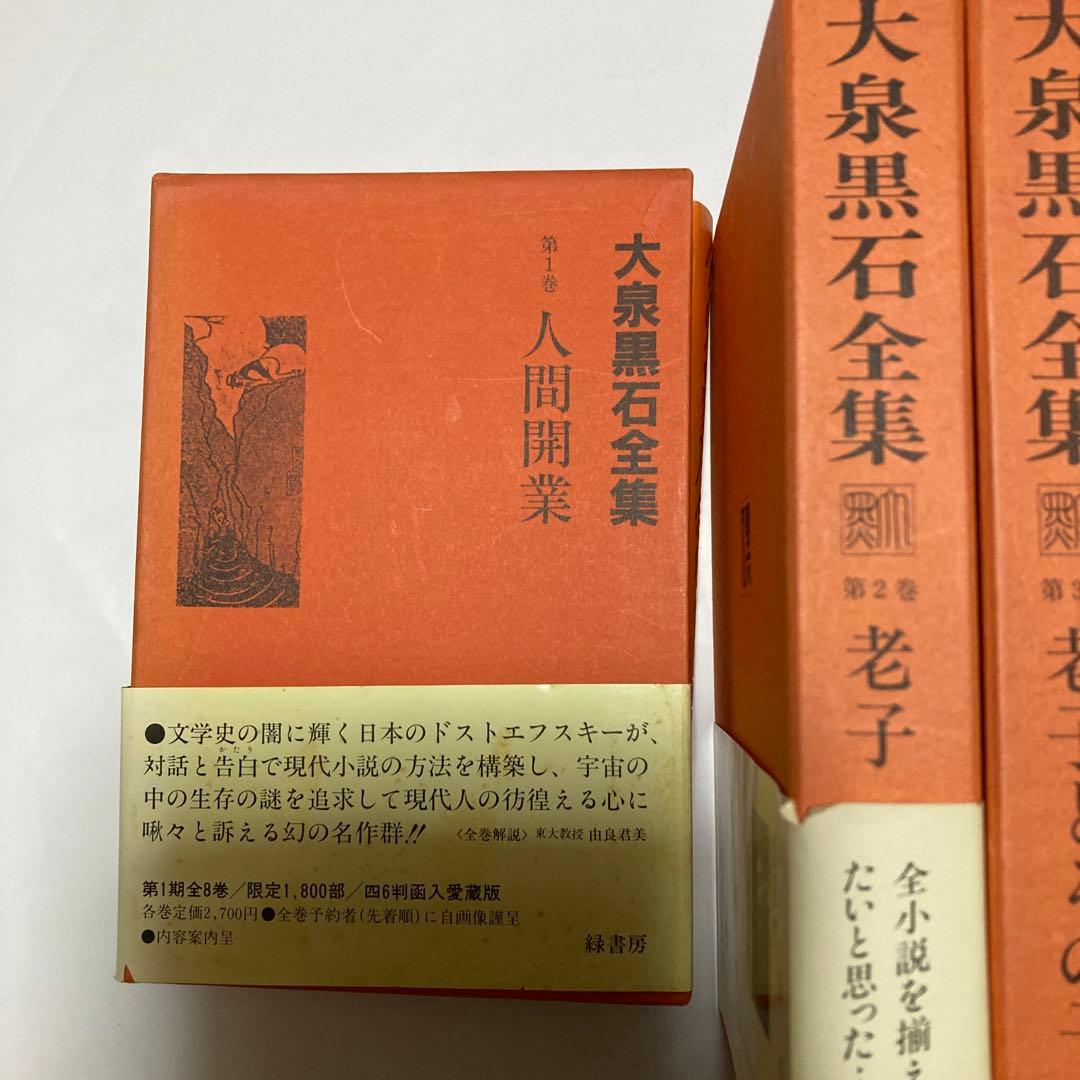 大泉黒石全集
第1巻
人間開業
●文学史の闇に輝く日本のドストエフスキーが、
対話と告白で現代小説の方法を構築し、宇宙の
かたり
中の生存の謎を追求して現代人の彷徨える心に
啾々と訴える幻の名作群!!
〈全巻解説〉東大教授 由良君美
第1期全8巻/限定1,800部/四6判函入愛蔵版
各巻定価2,700円●全巻予約者(先着順)に自画像謹呈
●内容案内呈
緑書房
大泉黒石全集
第2巻
老子
全小説を揃え
たいと思った
大泉黒石全集
第3
老子